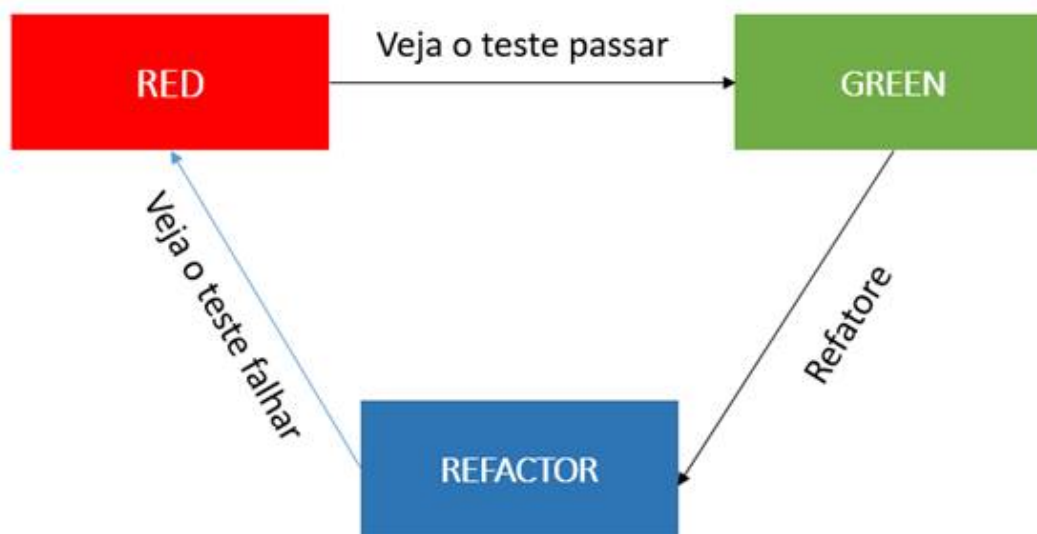 RED
Veja o teste passar
GREEN
Veja o teste falhar
Refatore
REFACTOR